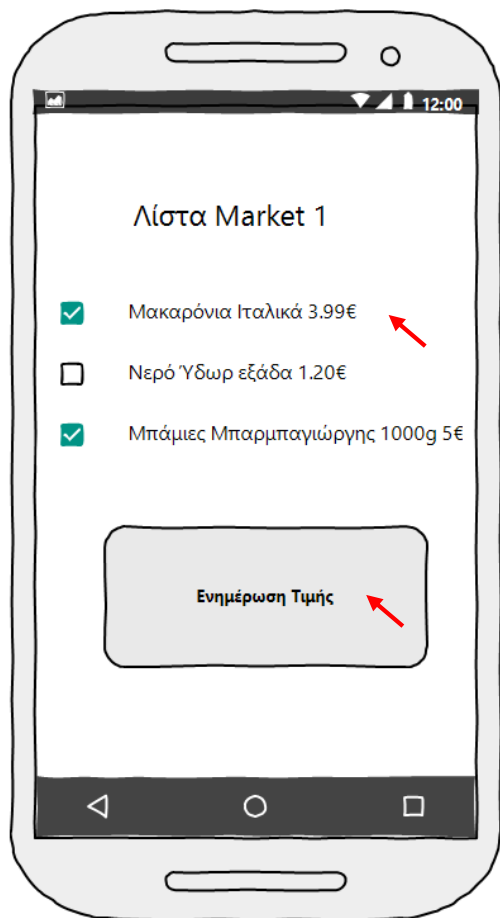 12:00
Λίστα Market 1
Μακαρόνια Ιταλικά 3.99€
Νερό Ύδωρ εξάδα 1.20€
Μπάμιες Μπαρμπαγιώργης 1000g 5€
Ενημέρωση Τιμής